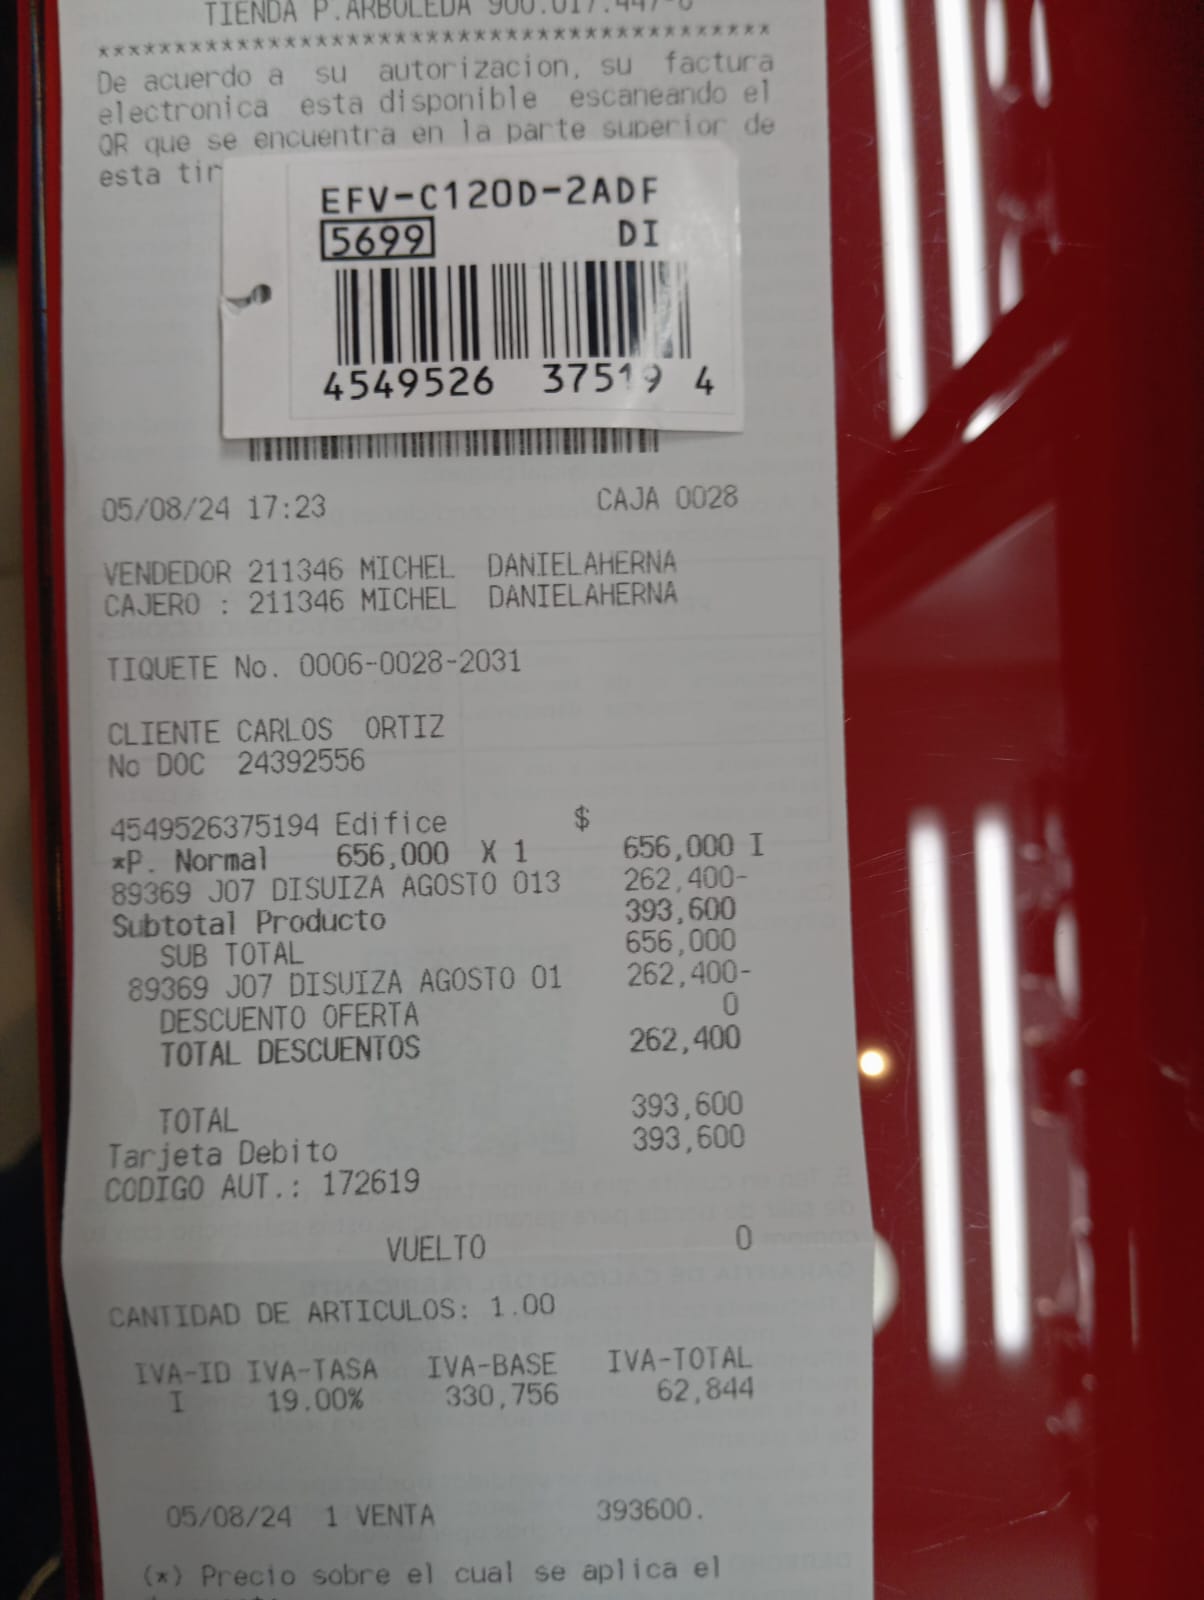 TIENDA P.ARBOLEDA 900.017.447-8
*******************************************
De acuerdo a su autorizacion, su factura
electronica esta disponible escaneando el
QR que se encuentra en la parte superior de
esta tir
EFV-C120D-2ADF
5699 DI
4549526 37519 4
05/08/24 17:23 CAJA 0028
VENDEDOR 211346 MICHEL DANIELAHERNA
CAJERO : 211346 MICHEL DANIELAHERNA
TIQUETE No. 0006-0028-2031
CLIENTE CARLOS ORTIZ
No DOC 24392556
4549526375194 Edifice $
*P. Normal 656,000 X 1 656,000 I
89369 J07 DISUIZA AGOSTO 013 262,400-
Subtotal Producto 393,600
SUB TOTAL 656,000
89369 J07 DISUIZA AGOSTO 01 262,400-
DESCUENTO OFERTA 0
TOTAL DESCUENTOS 262,400
TOTAL 393,600
Tarjeta Debito 393,600
CODIGO AUT.: 172619
VUELTO 0
CANTIDAD DE ARTICULOS: 1.00
IVA-ID IVA-TASA IVA-BASE IVA-TOTAL
I 19.00% 330,756 62,844
05/08/24 1 VENTA 393600.
(*) Precio sobre el cual se aplica el